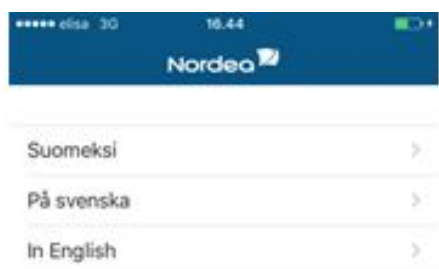 elisa 3G 16.44
Nordea
Suomeksi
På svenska
In English